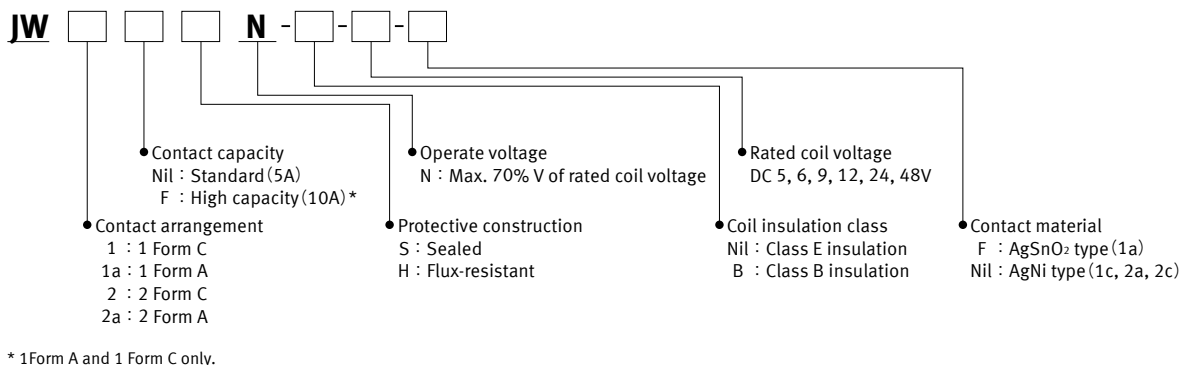 JW N - - -
Contact capacity
Nil : Standard (5A)
F : High capacity (10A) *
Operate voltage
N : Max. 70% V of rated coil voltage
Rated coil voltage
DC 5, 6, 9, 12, 24, 48V
Contact arrangement
1 : 1 Form C
1a : 1 Form A
2 : 2 Form C
2a : 2 Form A
Protective construction
S : Sealed
H : Flux-resistant
Coil insulation class
Nil : Class E insulation
B : Class B insulation
Contact material
F : AgSnO₂ type (1a)
Nil : AgNi type (1c, 2a, 2c)
* 1Form A and 1 Form C only.